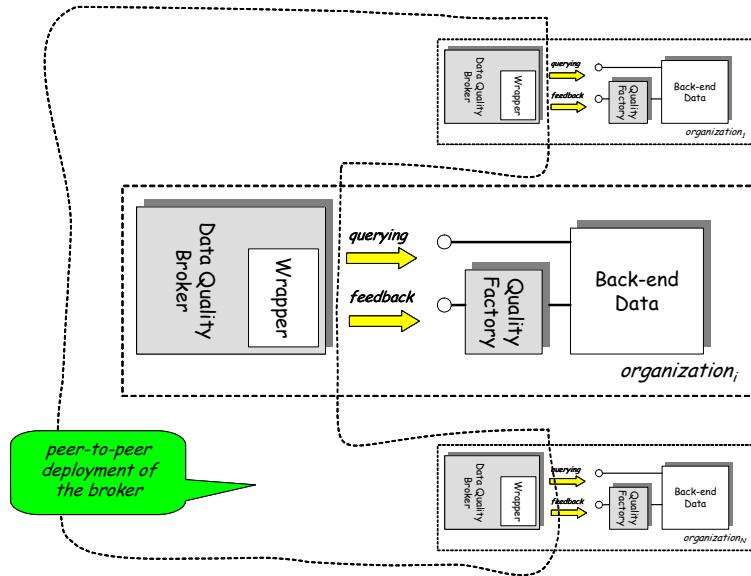 Data Quality
Broker
Wrapper
querying
feedback
Quality
Factory
Back-end
Data
organization₁
Data Quality
Broker
Wrapper
querying
feedback
Quality
Factory
Back-end
Data
organizationᵢ
peer-to-peer
deployment of
the broker
Data Quality
Broker
Wrapper
querying
feedback
Quality
Factory
Back-end
Data
organization_N